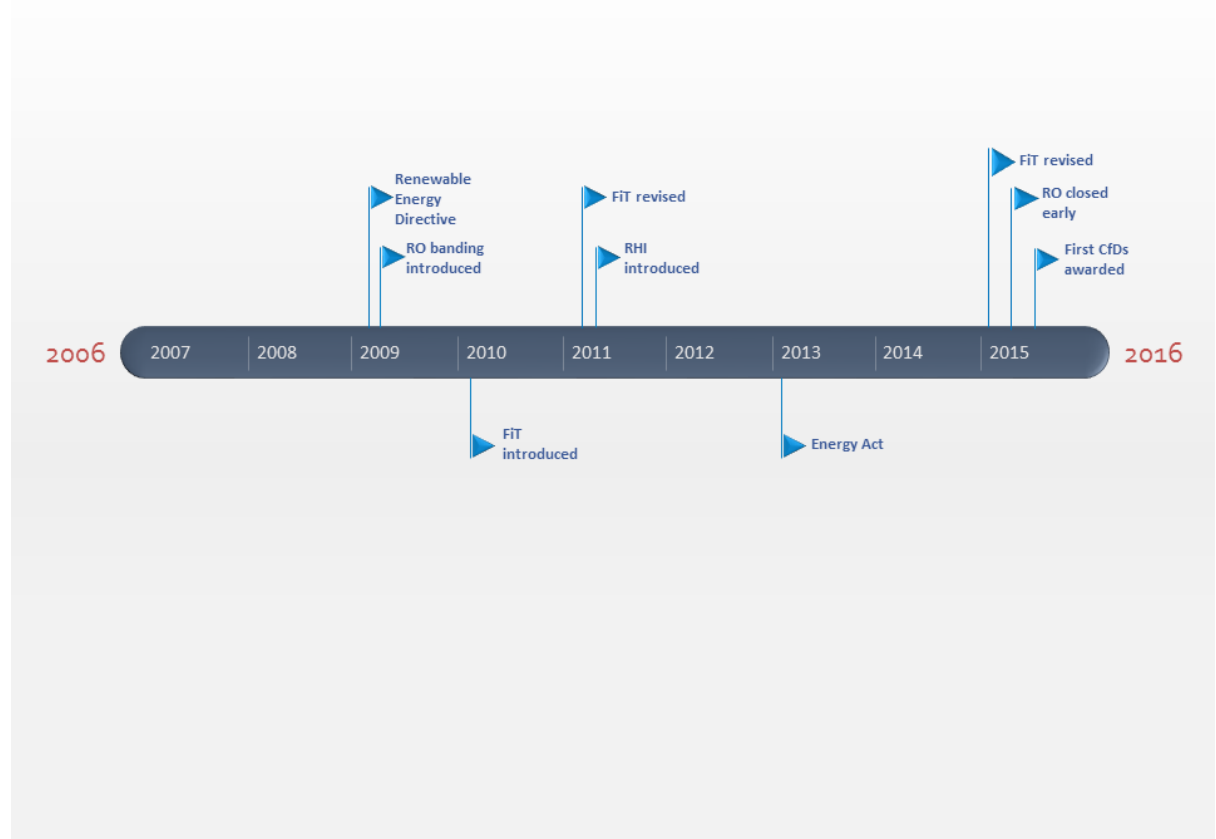 FiT revised
Renewable
Energy
Directive
FiT revised
RO closed
early
RO banding
introduced
RHI
introduced
First CfDs
awarded
2006 2007 2008 2009 2010 2011 2012 2013 2014 2015 2016
FiT
introduced
Energy Act